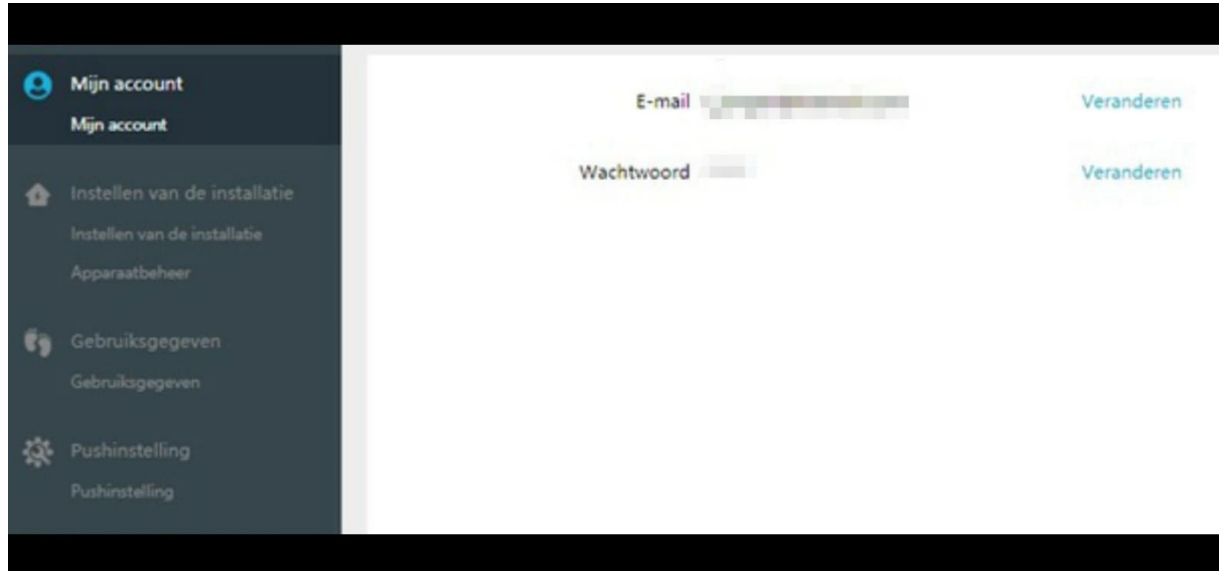 Mijn account
Mijn account
Instellen van de installatie
Instellen van de installatie
Apparaatbeheer
Gebruiksgegeven
Gebruiksgegeven
Pushinstelling
Pushinstelling
E-mail Veranderen
Wachtwoord Veranderen